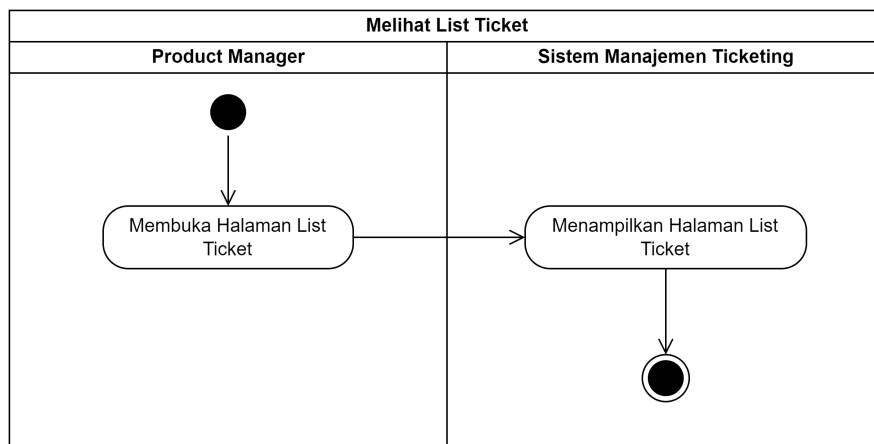 Melihat List Ticket
Product Manager
Sistem Manajemen Ticketing
Membuka Halaman List
Ticket
Menampilkan Halaman List
Ticket